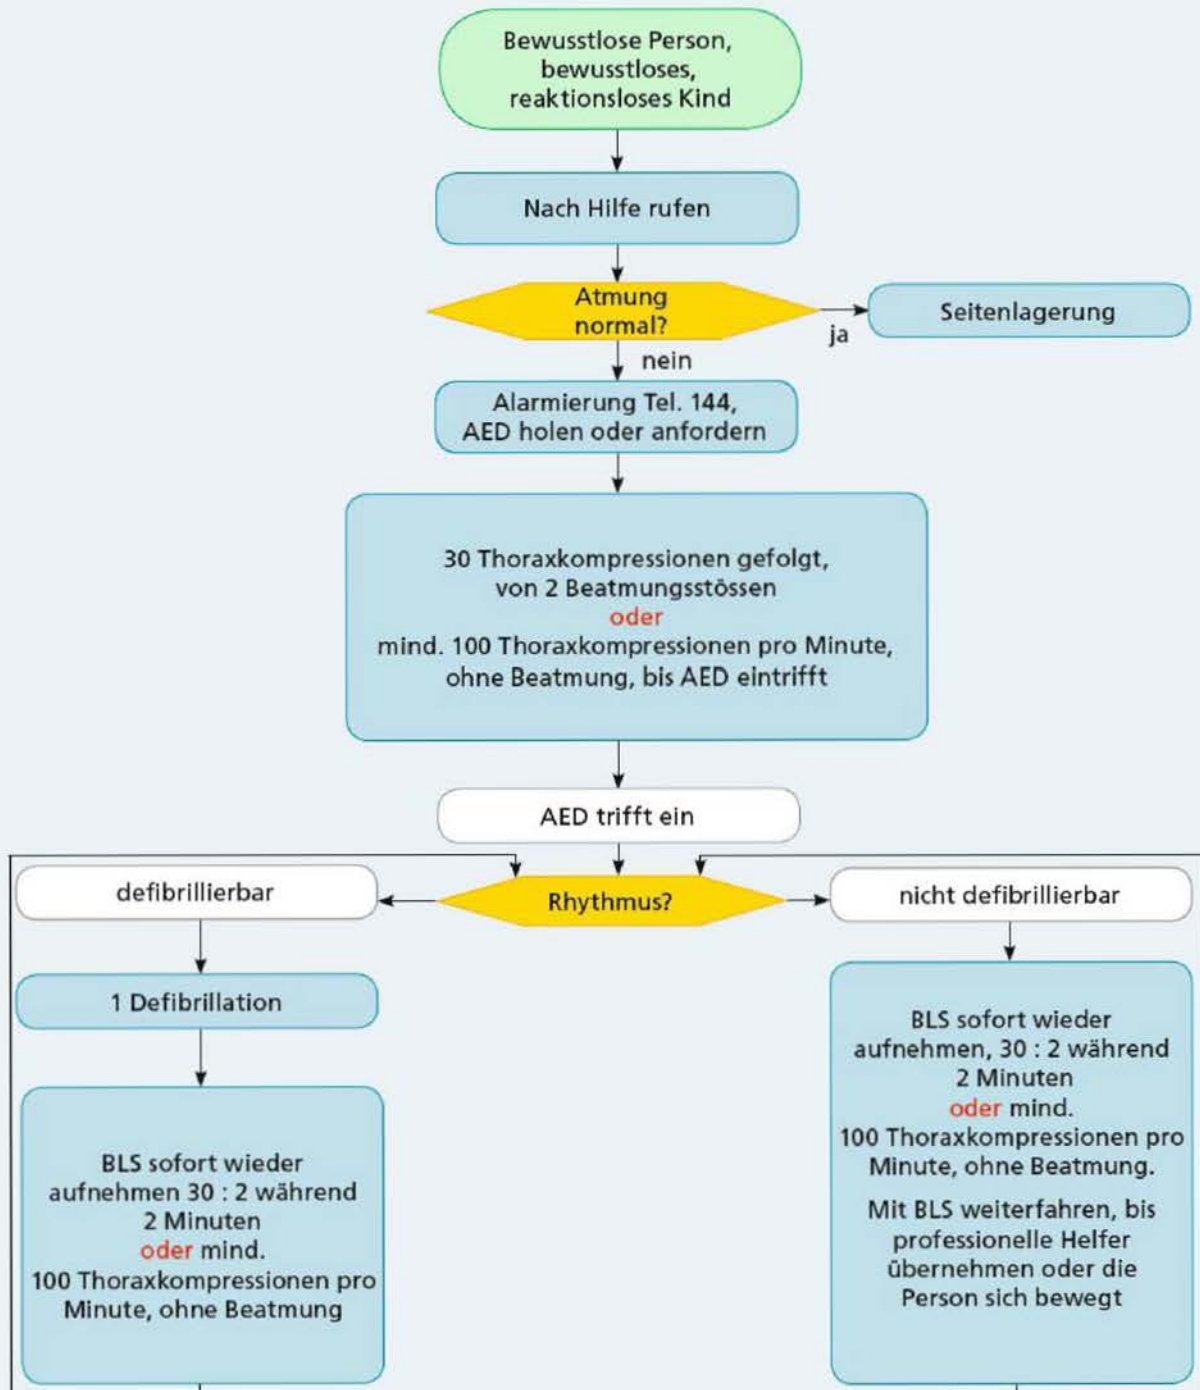 Bewusstlose Person,
bewusstloses,
reaktionsloses Kind
Nach Hilfe rufen
Atmung
normal?
ja
Seitenlagerung
nein
Alarmierung Tel. 144,
AED holen oder anfordern
30 Thoraxkompressionen gefolgt,
von 2 Beatmungsstössen
oder
mind. 100 Thoraxkompressionen pro Minute,
ohne Beatmung, bis AED eintrifft
AED trifft ein
Rhythmus?
defibrillierbar
1 Defibrillation
BLS sofort wieder
aufnehmen 30 : 2 während
2 Minuten
oder mind.
100 Thoraxkompressionen pro
Minute, ohne Beatmung
nicht defibrillierbar
BLS sofort wieder
aufnehmen, 30 : 2 während
2 Minuten
oder mind.
100 Thoraxkompressionen pro
Minute, ohne Beatmung.
Mit BLS weiterfahren, bis
professionelle Helfer
übernehmen oder die
Person sich bewegt